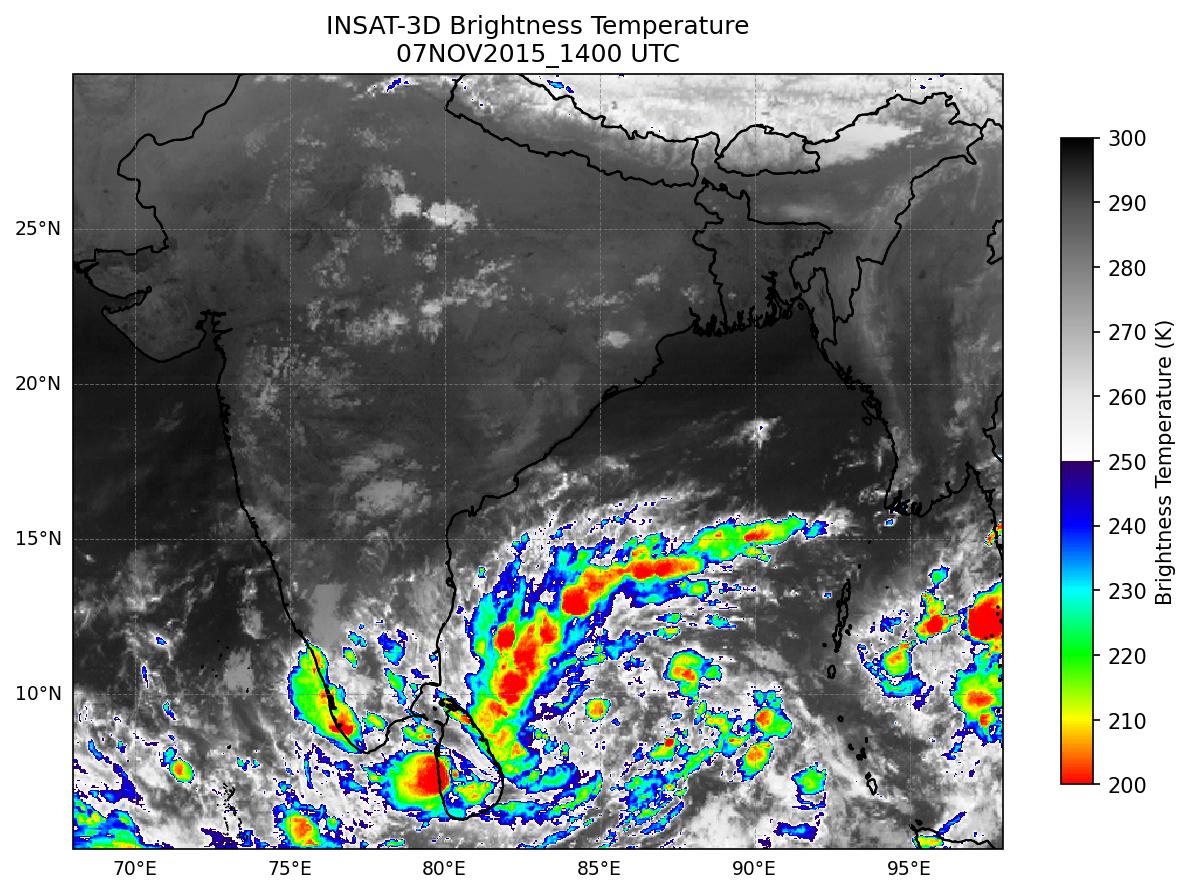 INSAT-3D Brightness Temperature
07NOV2015_1400 UTC
25°N
20°N
15°N
10°N
70°E
75°E
80°E
85°E
90°E
95°E
300
290
280
270
260
250
240
230
220
210
200
Brightness Temperature (K)